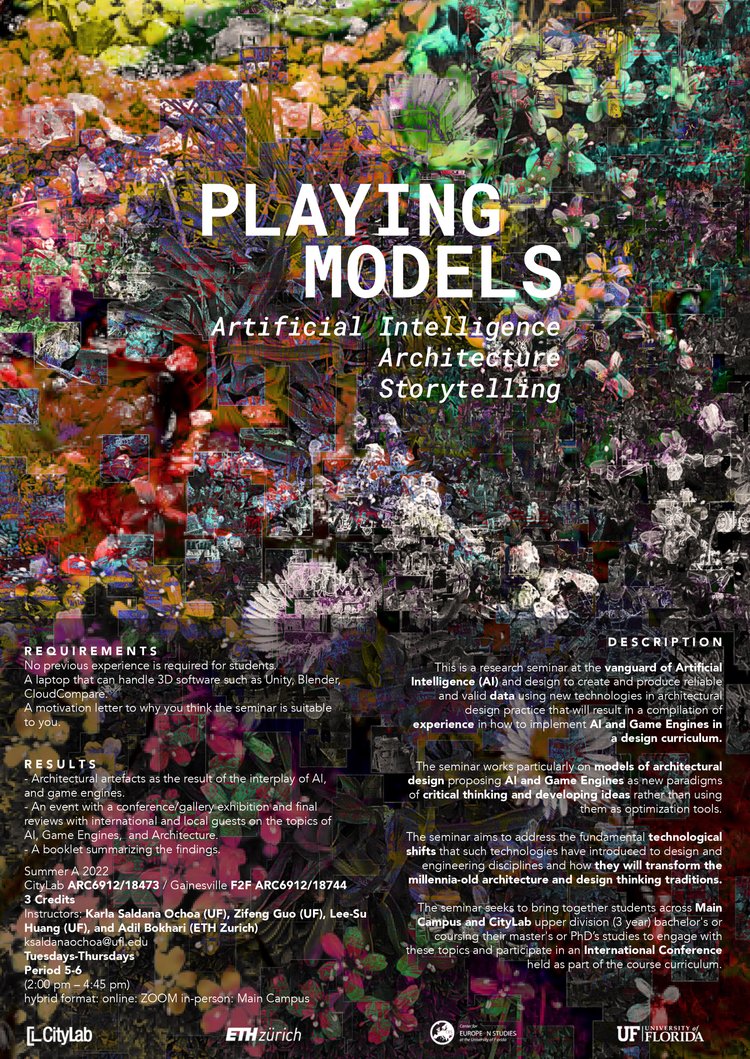 PLAYING
MODELS
Artificial Intelligence
Architecture
Storytelling
REQUIREMENTS
No previous experience is required for students.
A laptop that can handle 3D software such as Unity, Blender,
CloudCompare.
A motivation letter to why you think the seminar is suitable
to you.
RESULTS
- Architectural artefacts as the result of the interplay of AI,
and game engines.
- An event with a conference/gallery exhibition and final
reviews with international and local guests on the topics of
AI, Game Engines, and Architecture.
- A booklet summarizing the findings.
Summer A 2022
CityLab ARC6912/18473 / Gainesville F2F ARC6912/18744
3 Credits
Instructors: Karla Saldana Ochoa (UF), Zifeng Guo (UF), Lee-Su
Huang (UF), and Adil Bokhari (ETH Zurich)
ksaldanaochoa@ufl.edu
Tuesdays-Thursdays
Period 5-6
(2:00 pm – 4:45 pm)
hybrid format: online: ZOOM in-person: Main Campus
DESCRIPTION
This is a research seminar at the vanguard of Artificial
Intelligence (AI) and design to create and produce reliable
and valid data using new technologies in architectural
design practice that will result in a compilation of
experience in how to implement AI and Game Engines in
a design curriculum.
The seminar works particularly on models of architectural
design proposing AI and Game Engines as new paradigms
of critical thinking and developing ideas rather than using
them as optimization tools.
The seminar aims to address the fundamental technological
shifts that such technologies have introduced to design and
engineering disciplines and how they will transform the
millennia-old architecture and design thinking traditions.
The seminar seeks to bring together students across Main
Campus and CityLab upper division (3 year) bachelor's or
coursing their master's or PhD's studies to engage with
these topics and participate in an International Conference
held as part of the course curriculum.
CityLab
ETH zürich
Center for
EUROPE N STUDIES
at the University of Florida
UF UNIVERSITY of
FLORIDA